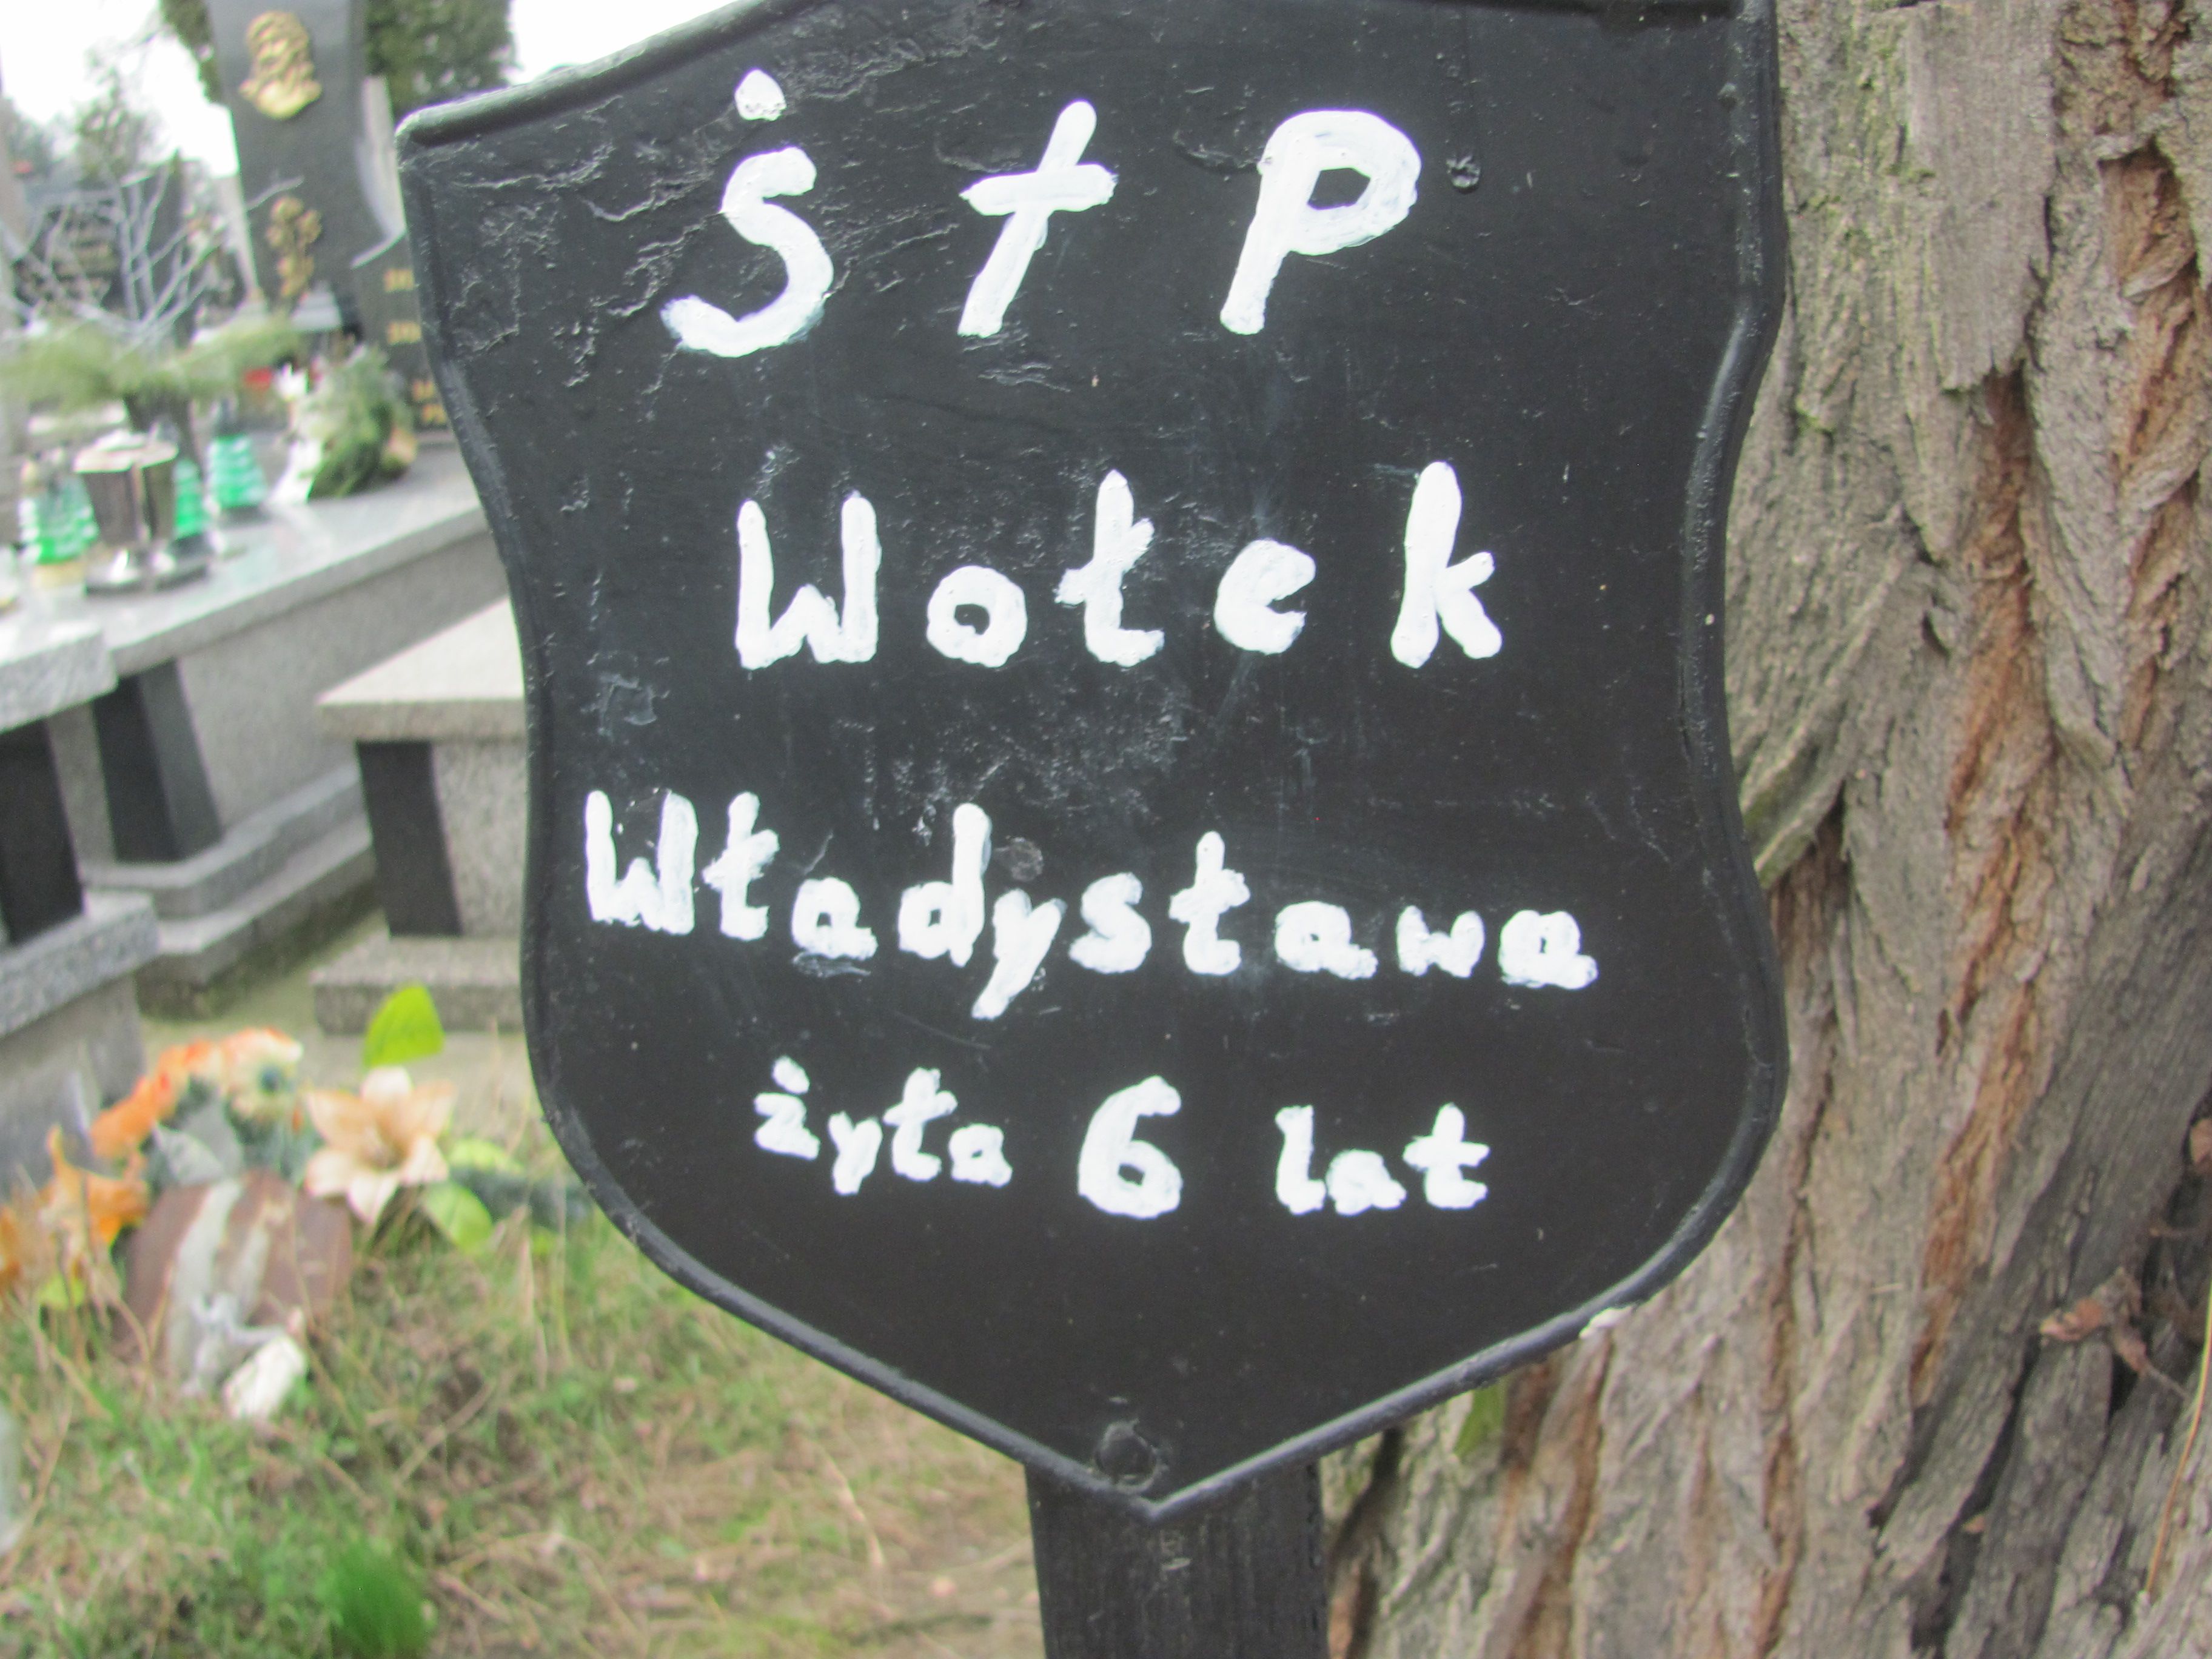 Ś † P
Wołek
Władysława
żyła 6 lat